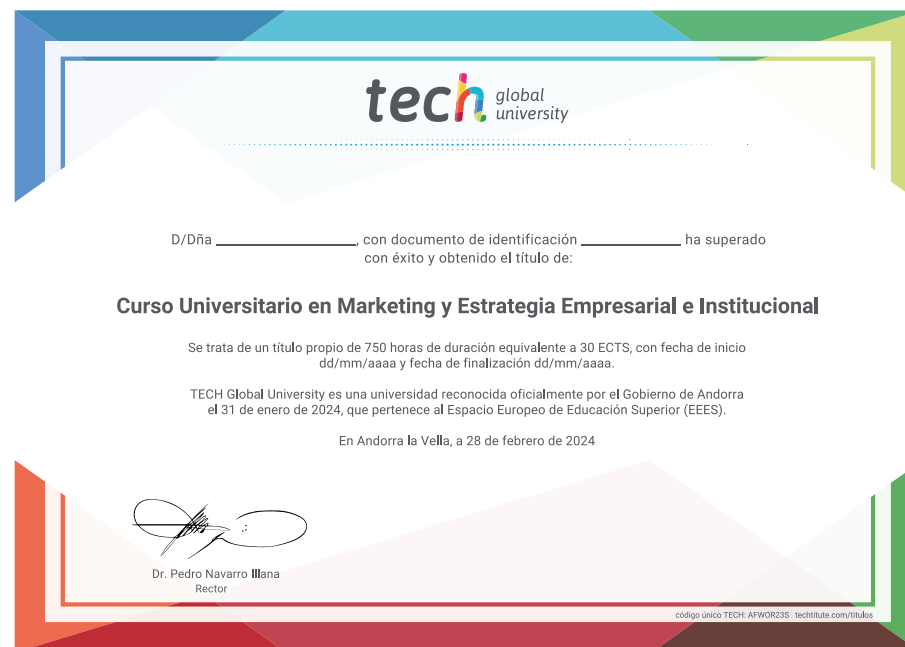 tech global university
D/Dña ____________, con documento de identificación ____________ ha superado
con éxito y obtenido el título de:
Curso Universitario en Marketing y Estrategia Empresarial e Institucional
Se trata de un título propio de 750 horas de duración equivalente a 30 ECTS, con fecha de inicio
dd/mm/aaaa y fecha de finalización dd/mm/aaaa.
TECH Global University es una universidad reconocida oficialmente por el Gobierno de Andorra
el 31 de enero de 2024, que pertenece al Espacio Europeo de Educación Superior (EEES).
En Andorra la Vella, a 28 de febrero de 2024
Dr. Pedro Navarro Illana
Rector
código único TECH: AFWOR23S techtitute.com/titulos